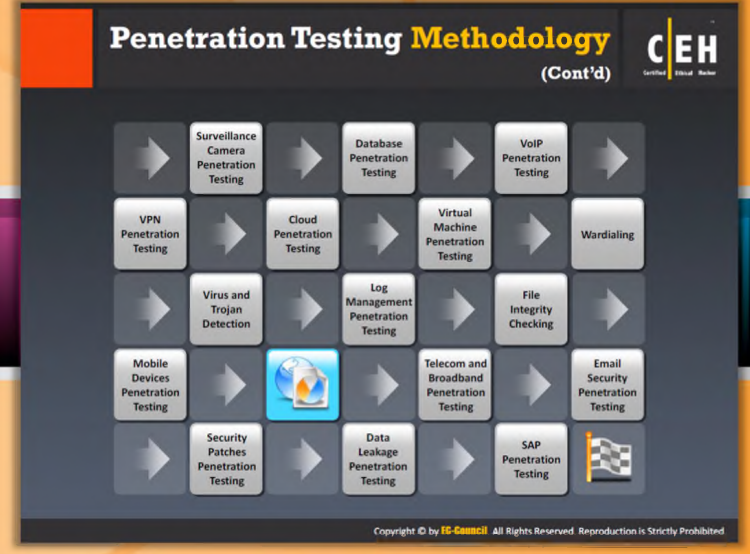 Penetration Testing Methodology
(Cont'd)
CEH
Certified Ethical Hacker
Surveillance
Camera
Penetration
Testing
Database
Penetration
Testing
VoIP
Penetration
Testing
VPN
Penetration
Testing
Cloud
Penetration
Testing
Virtual
Machine
Penetration
Testing
Wardialing
Virus and
Trojan
Detection
Log
Management
Penetration
Testing
File
Integrity
Checking
Mobile
Devices
Penetration
Testing
Telecom and
Broadband
Penetration
Testing
Email
Security
Penetration
Testing
Security
Patches
Penetration
Testing
Data
Leakage
Penetration
Testing
SAP
Penetration
Testing
Copyright © by EC-Council All Rights Reserved. Reproduction is Strictly Prohibited